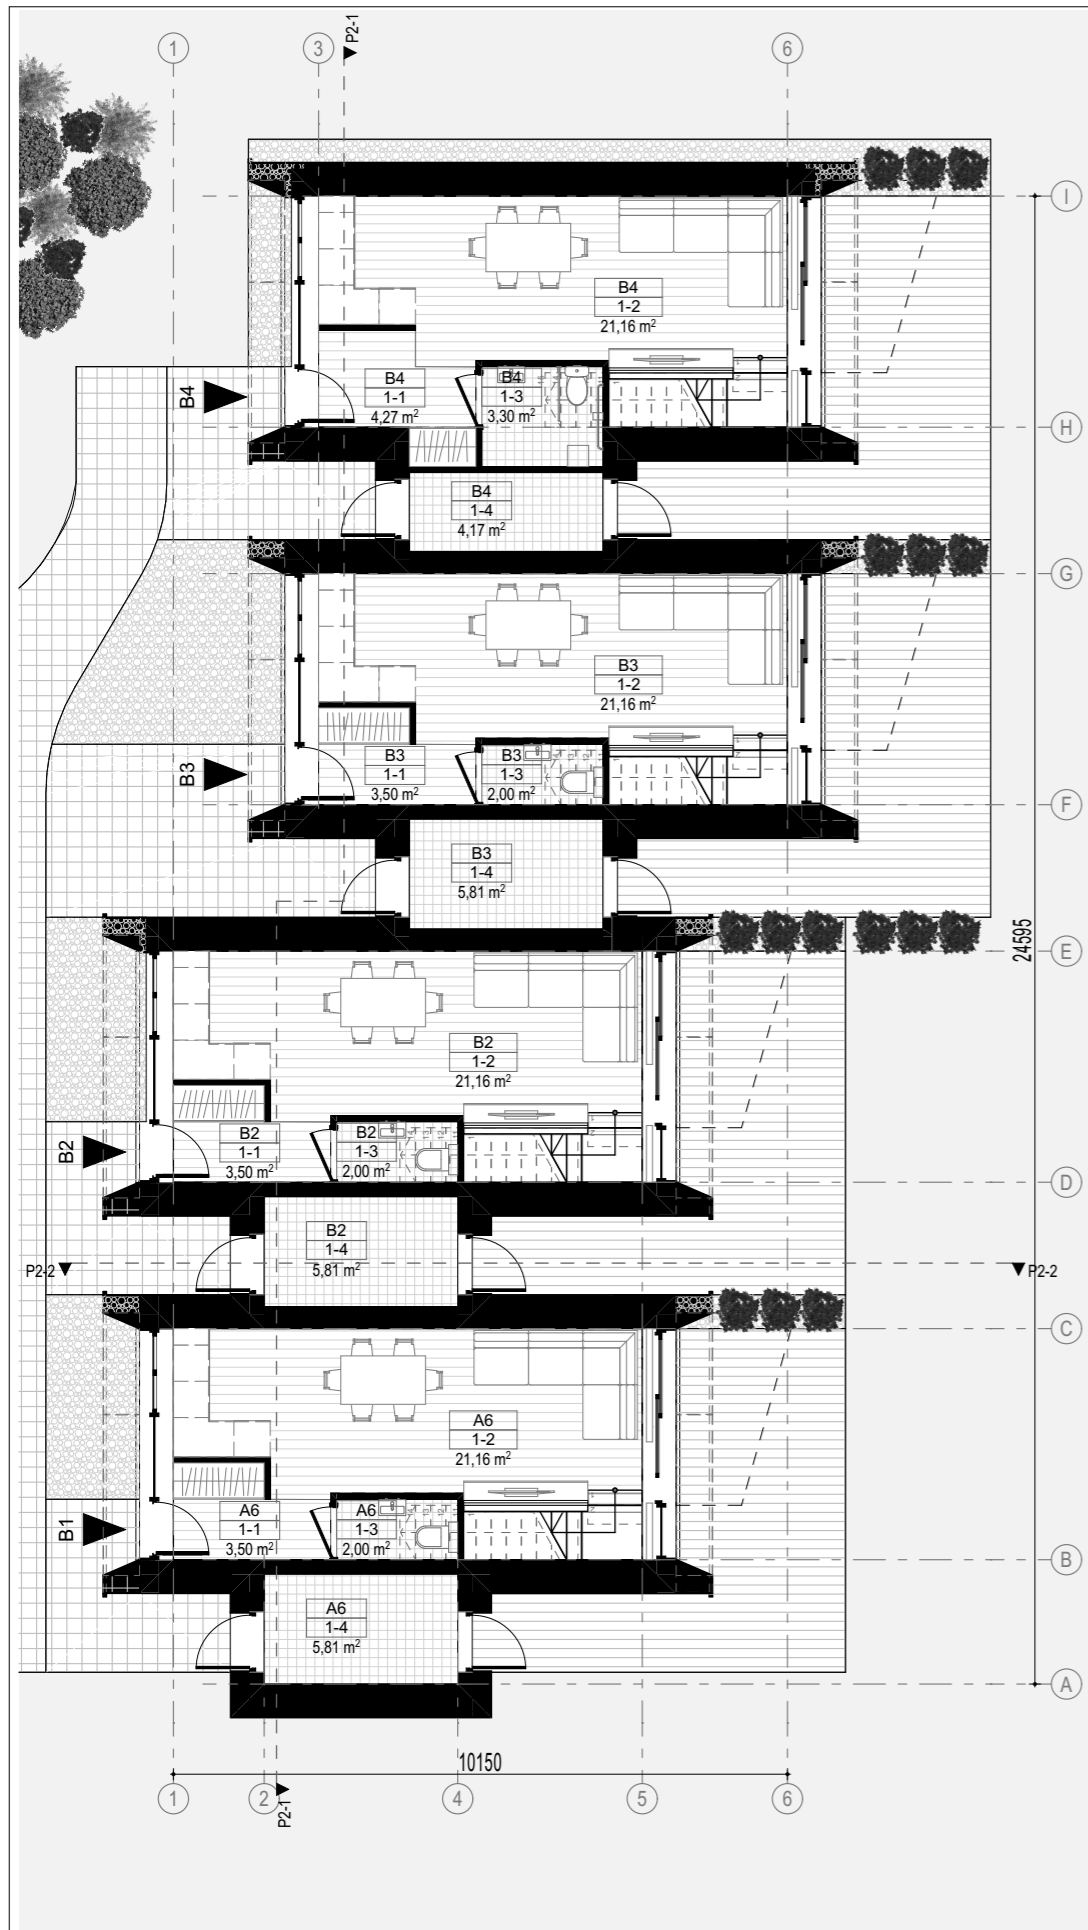 P2-1
1
3
6
I
B4
1-2
21,16 m²
B4
B4
1-1
4,27 m²
B4
1-3
3,30 m²
H
B4
1-4
4,17 m²
G
B3
1-2
21,16 m²
B3
B3
1-1
3,50 m²
B3
1-3
2,00 m²
F
B3
1-4
5,81 m²
24595
E
B2
1-2
21,16 m²
B2
B2
1-1
3,50 m²
B2
1-3
2,00 m²
D
B2
1-4
5,81 m²
P2-2
P2-2
C
A6
1-2
21,16 m²
B1
A6
1-1
3,50 m²
A6
1-3
2,00 m²
B
A6
1-4
5,81 m²
A
10150
1
2
P2-1
4
5
6